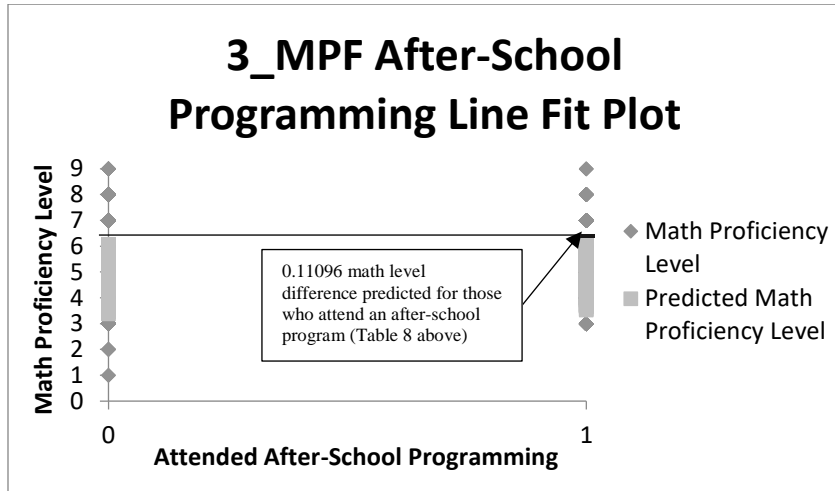 3_MPF After-School
Programming Line Fit Plot
Math Proficiency Level
9
8
7
6
5
4
3
2
1
0
0.11096 math level
difference predicted for those
who attend an after-school
program (Table 8 above)
0
1
Attended After-School Programming
Math Proficiency
Level
Predicted Math
Proficiency Level